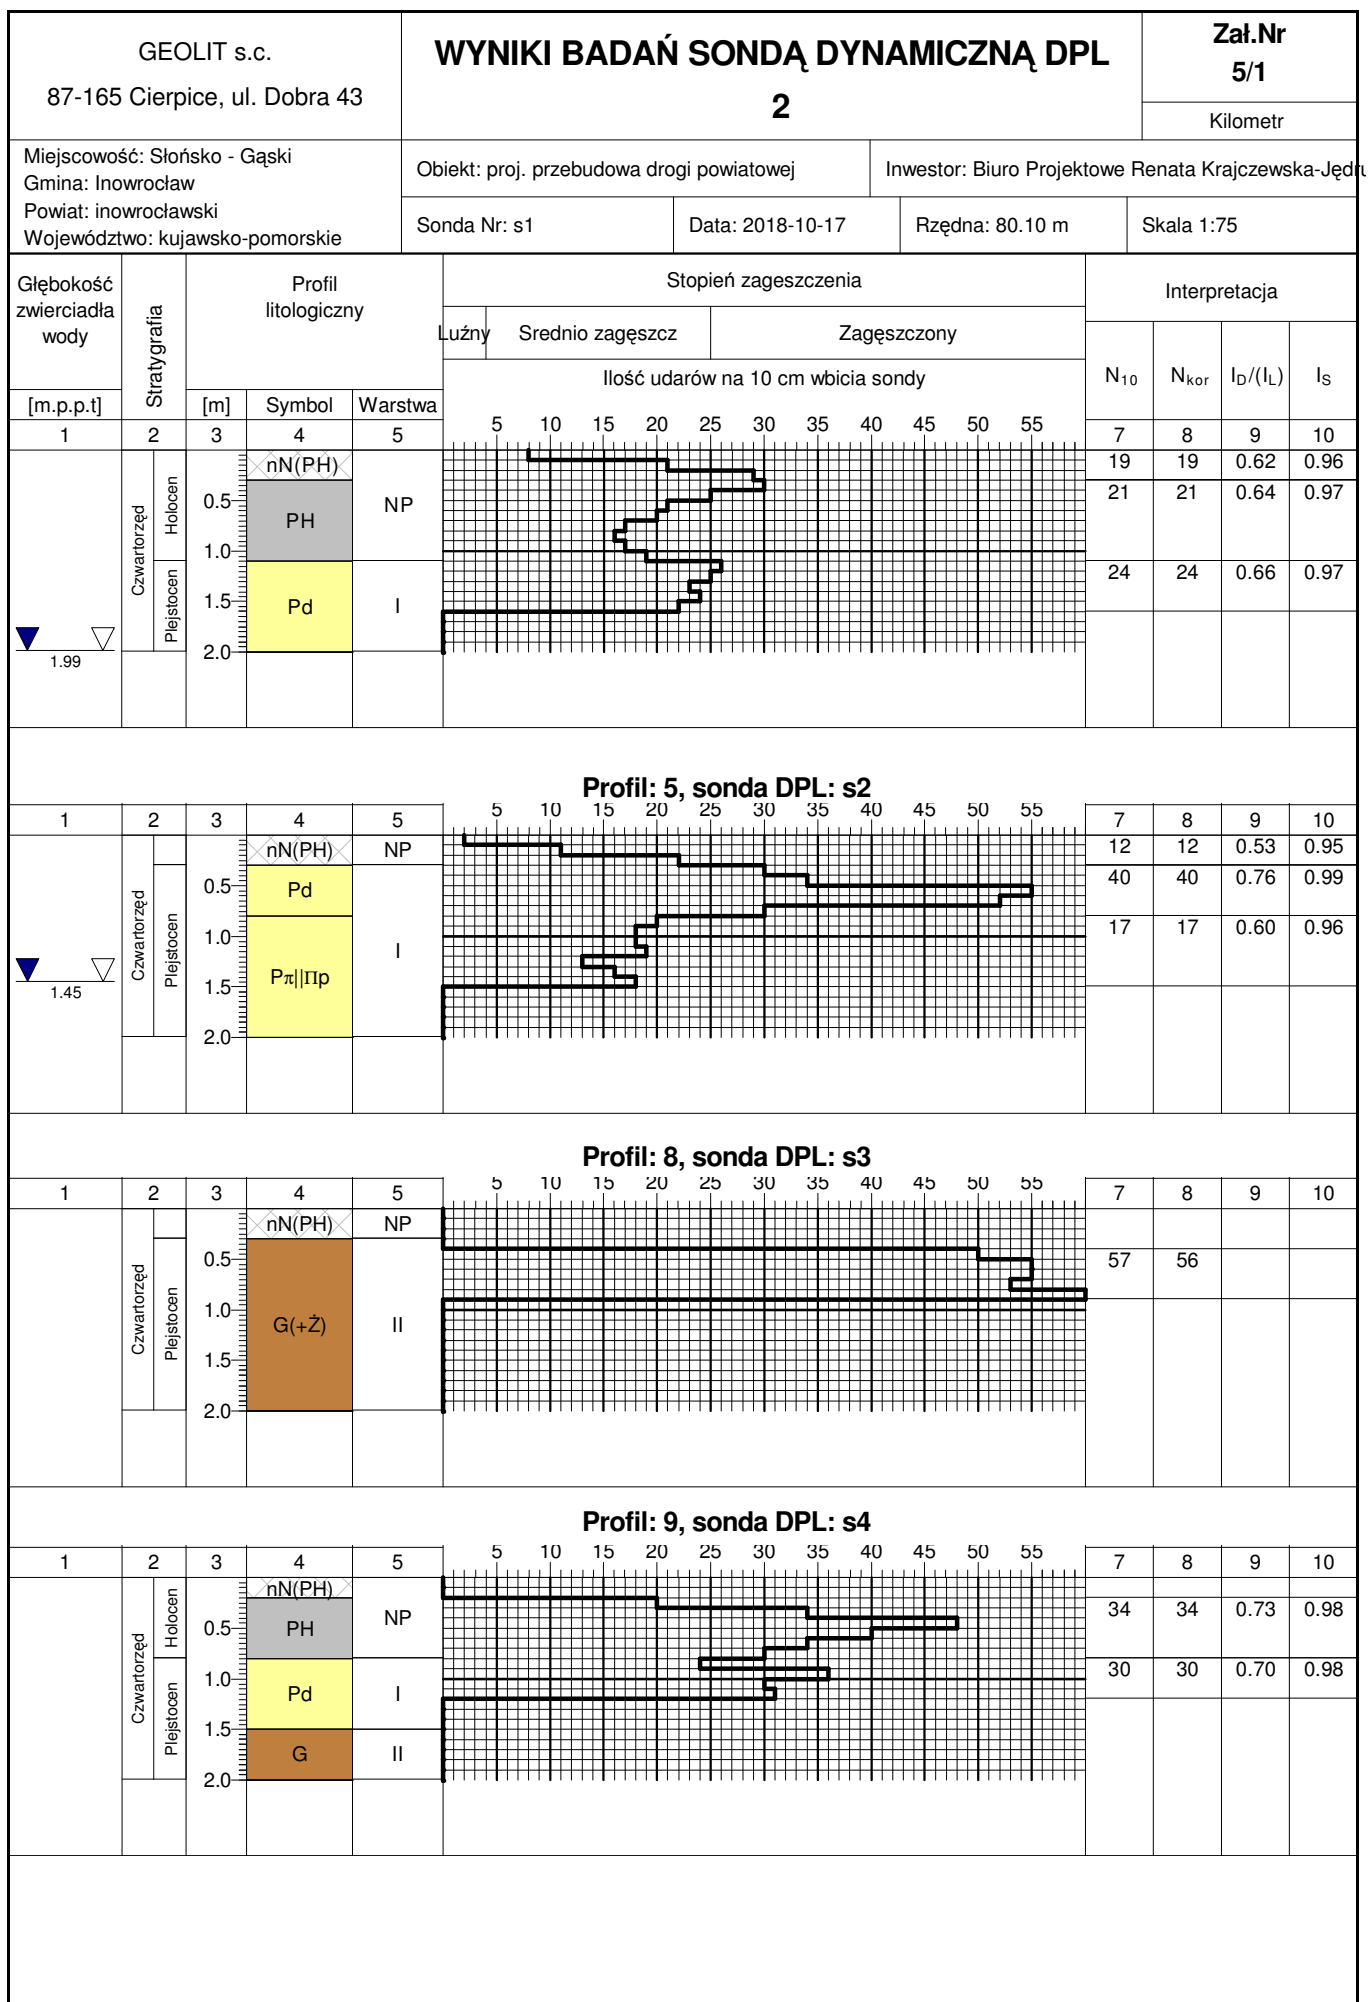 GEOLIT s.c.
87-165 Cierpice, ul. Dobra 43
WYNIKI BADAŃ SONDĄ DYNAMICZNĄ DPL
2
Zał.Nr
5/1
Kilometr
Miejscowość: Słońsko - Gąski
Gmina: Inowrocław
Powiat: inowrocławski
Województwo: kujawsko-pomorskie
Obiekt: proj. przebudowa drogi powiatowej
Inwestor: Biuro Projektowe Renata Krajczewska-Jędru
Sonda Nr: s1
Data: 2018-10-17
Rzędna: 80.10 m
Skala 1:75
Głębokość
zwierciadła
wody
[m.p.p.t]
Stratygrafia
Profil
litologiczny
[m] Symbol Warstwa
Stopień zageszczenia
Luźny Srednio zagęszcz Zagęszczony
Ilość udarów na 10 cm wbicia sondy
Interpretacja
N10 Nkor ID/(IL) IS
5 10 15 20 25 30 35 40 45 50 55
1 2 3 4 5 7 8 9 10
Czwartorzęd
Holocen
Plejstocen
0.5
1.0
1.5
2.0
nN(PH)
PH
Pd
NP
I
1.99
19 19 0.62 0.96
21 21 0.64 0.97
24 24 0.66 0.97
Profil: 5, sonda DPL: s2
5 10 15 20 25 30 35 40 45 50 55
1 2 3 4 5 7 8 9 10
Czwartorzęd
Plejstocen
0.5
1.0
1.5
2.0
nN(PH)
Pd
Pπ||Πp
NP
I
1.45
12 12 0.53 0.95
40 40 0.76 0.99
17 17 0.60 0.96
Profil: 8, sonda DPL: s3
5 10 15 20 25 30 35 40 45 50 55
1 2 3 4 5 7 8 9 10
Czwartorzęd
Plejstocen
0.5
1.0
1.5
2.0
nN(PH)
G(+Ż)
NP
II
57 56
Profil: 9, sonda DPL: s4
5 10 15 20 25 30 35 40 45 50 55
1 2 3 4 5 7 8 9 10
Czwartorzęd
Holocen
Plejstocen
0.5
1.0
1.5
2.0
nN(PH)
PH
Pd
G
NP
I
II
34 34 0.73 0.98
30 30 0.70 0.98